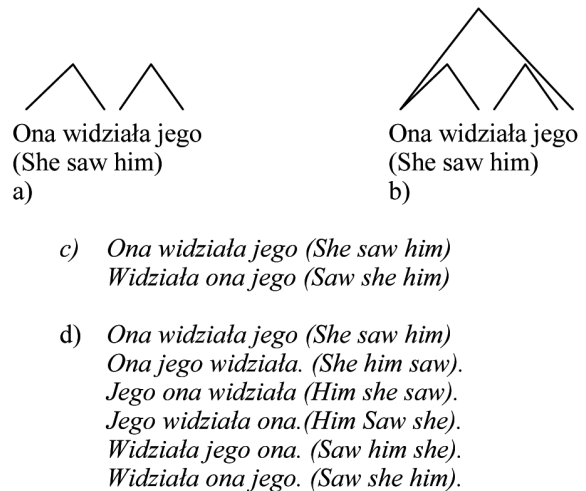 Ona widziała jego
(She saw him)
a)
Ona widziała jego
(She saw him)
b)
c) Ona widziała jego (She saw him)
Widziała ona jego (Saw she him)
d) Ona widziała jego (She saw him)
Ona jego widziała. (She him saw).
Jego ona widziała (Him she saw).
Jego widziała ona.(Him Saw she).
Widziała jego ona. (Saw him she).
Widziała ona jego. (Saw she him).